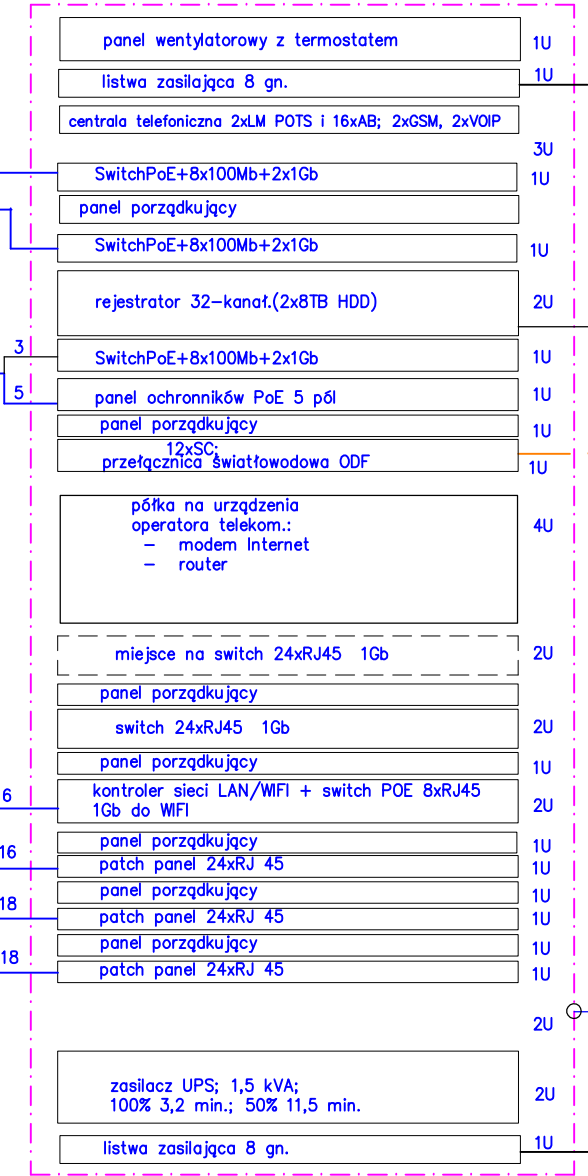 panel wentylatorowy z termostatem 1U
listwa zasilająca 8 gn. 1U
centrala telefoniczna 2xLM POTS i 16xAB; 2xGSM, 2xVOIP
3U
SwitchPoE+8x100Mb+2x1Gb 1U
panel porządkujący
SwitchPoE+8x100Mb+2x1Gb 1U
rejestrator 32-kanał.(2x8TB HDD) 2U
3
SwitchPoE+8x100Mb+2x1Gb 1U
5 panel ochronników PoE 5 pól 1U
panel porządkujący 1U
12xSC;
przełącznica światłowodowa ODF 1U
półka na urządzenia
operatora telekom.: 4U
- modem Internet
- router
miejsce na switch 24xRJ45 1Gb 2U
panel porządkujący
switch 24xRJ45 1Gb 2U
panel porządkujący 1U
6 kontroler sieci LAN/WIFI + switch POE 8xRJ45
1Gb do WIFI 2U
panel porządkujący 1U
16 patch panel 24xRJ 45 1U
panel porządkujący 1U
18 patch panel 24xRJ 45 1U
panel porządkujący 1U
18 patch panel 24xRJ 45 1U
2U
zasilacz UPS; 1,5 kVA; 2U
100% 3,2 min.; 50% 11,5 min.
listwa zasilająca 8 gn. 1U